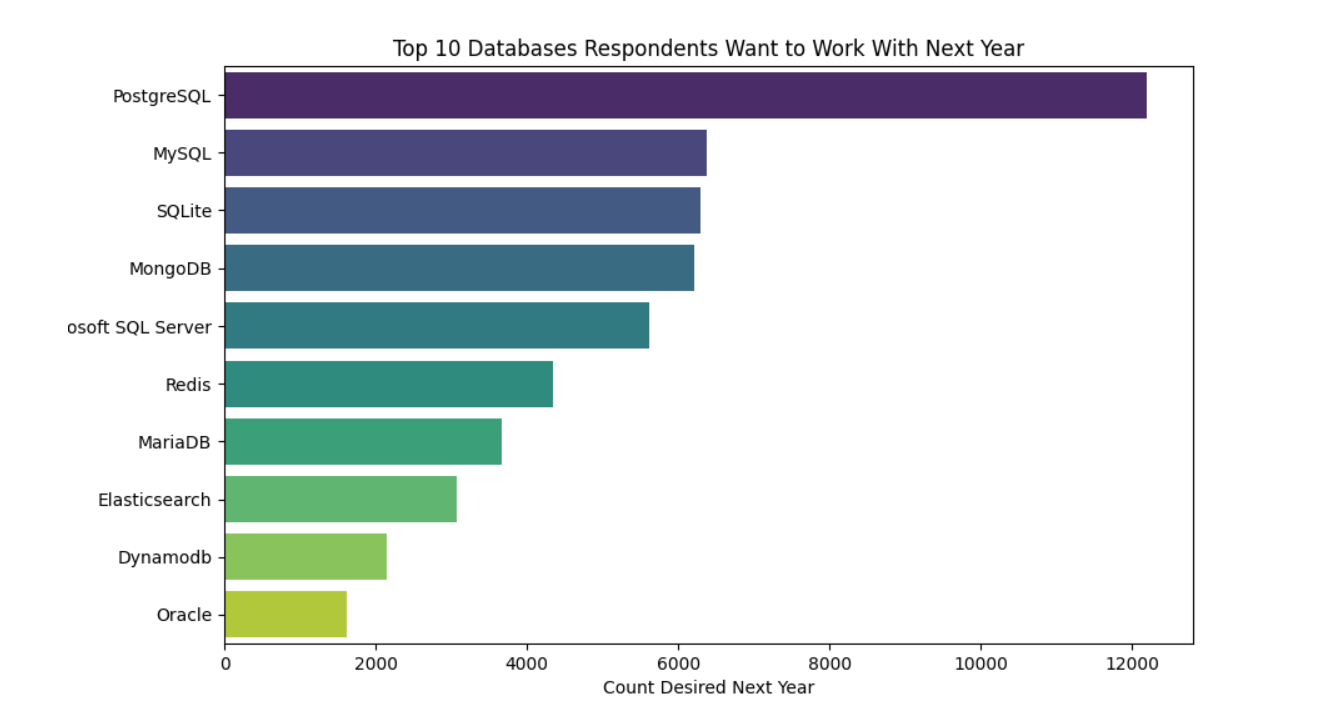 Top 10 Databases Respondents Want to Work With Next Year
PostgreSQL
MySQL
SQLite
MongoDB
osoft SQL Server
Redis
MariaDB
Elasticsearch
Dynamodb
Oracle
0 2000 4000 6000 8000 10000 12000
Count Desired Next Year